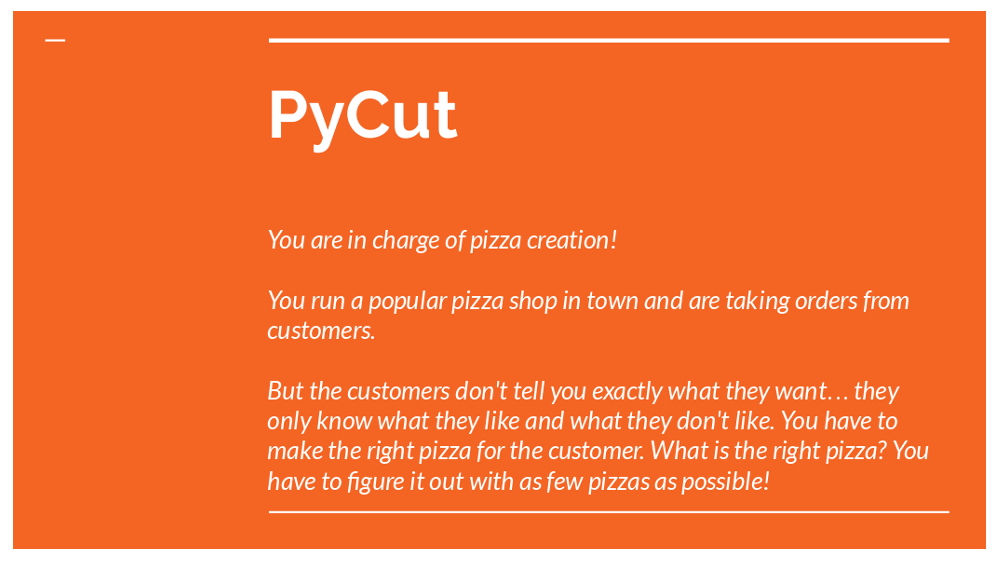 PyCut
You are in charge of pizza creation!
You run a popular pizza shop in town and are taking orders from
customers.
But the customers don't tell you exactly what they want… they
only know what they like and what they don't like. You have to
make the right pizza for the customer. What is the right pizza? You
have to figure it out with as few pizzas as possible!